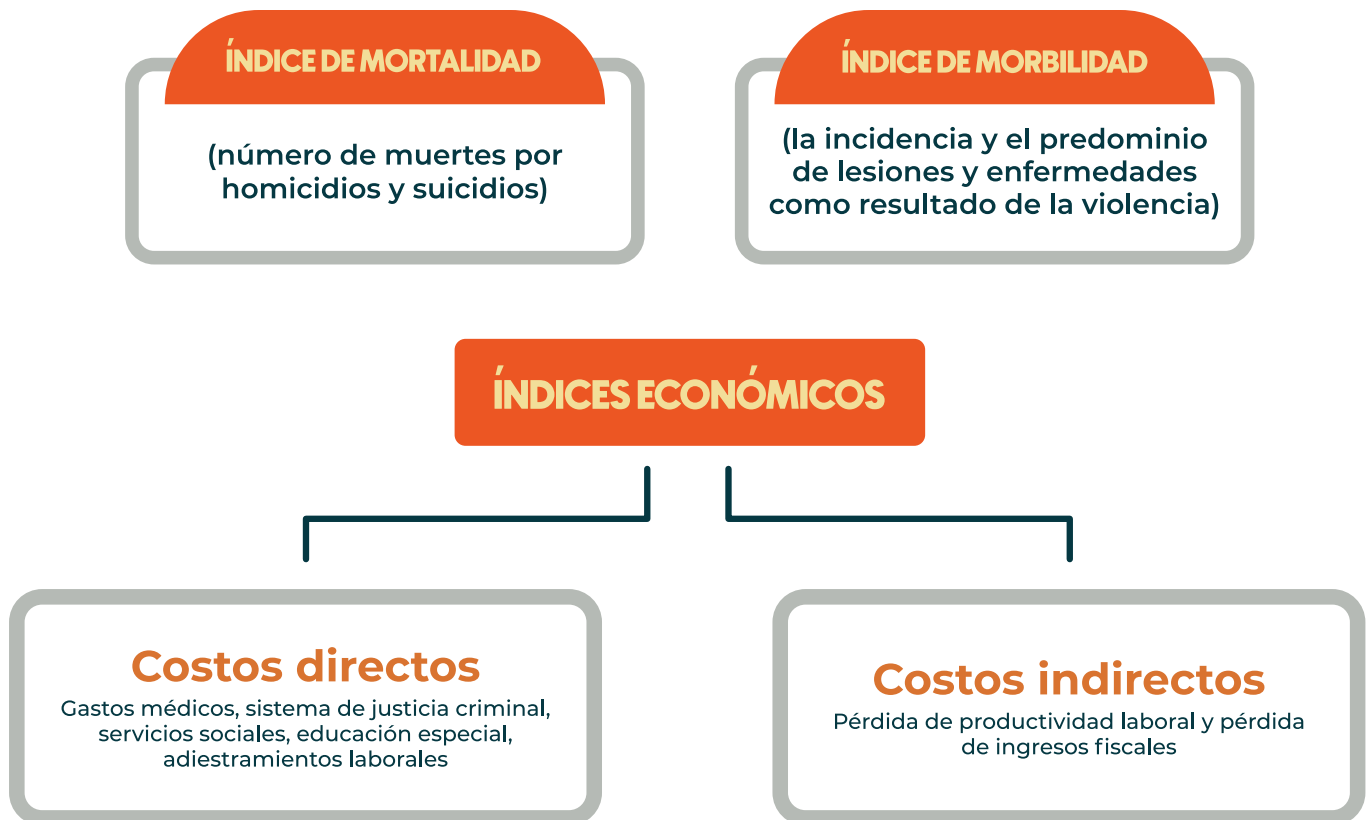 ÍNDICE DE MORTALIDAD
(número de muertes por
homicidios y suicidios)
ÍNDICE DE MORBILIDAD
(la incidencia y el predominio
de lesiones y enfermedades
como resultado de la violencia)
ÍNDICES ECONÓMICOS
Costos directos
Gastos médicos, sistema de justicia criminal,
servicios sociales, educación especial,
adiestramientos laborales
Costos indirectos
Pérdida de productividad laboral y pérdida
de ingresos fiscales